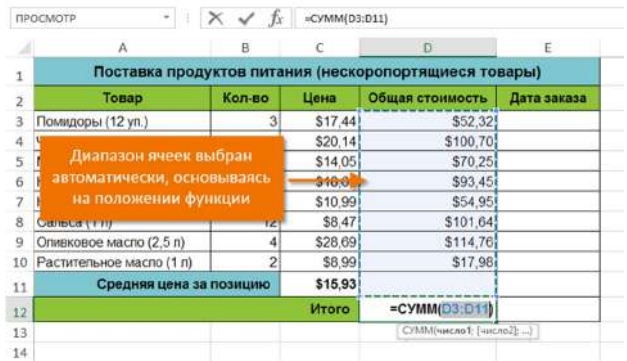 ПРОСМОТР =СУММ(D3:D11)
A B C D E
1 Поставка продуктов питания (нескоропортящиеся товары)
2 Товар Кол-во Цена Общая стоимость Дата заказа
3 Помидоры (12 уп.) 3 $17,44 $52,32
4 $20,14 $100,70
5 $14,05 $70,25
6 $93,45
7 $10,99 $54,95
Диапазон ячеек выбран
автоматически, основываясь
на положении функции
8 Сальса (1 л) 12 $8,47 $101,64
9 Оливковое масло (2,5 л) 4 $28,69 $114,76
10 Растительное масло (1 л) 2 $8,99 $17,98
11 Средняя цена за позицию $15,93
12 Итого =СУММ(D3:D11)
СУММ(число1; [число2]; ...)
13
14